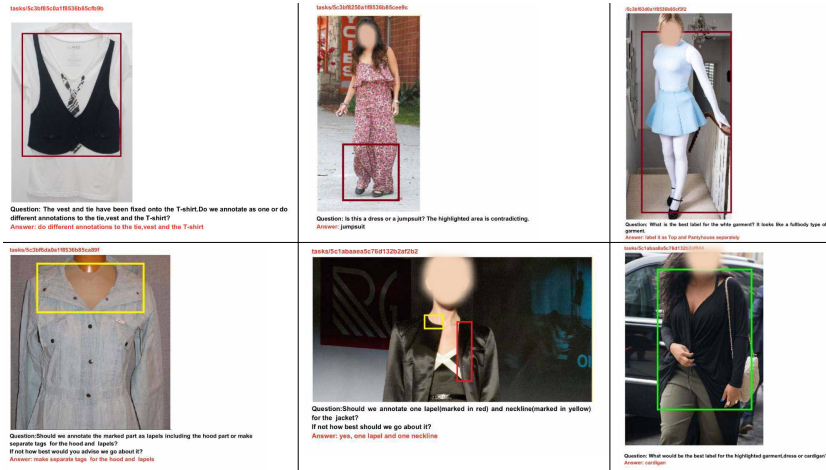 tasks/5c3bf85c0a1f8536b85cfb9b
Question: The vest and tie have been fixed onto the T-shirt.Do we annotate as one or do
different annotations to the tie,vest and the T-shirt?
Answer: do different annotations to the tie,vest and the T-shirt
Question: Is this a dress or a jumpsuit? The highlighted area is contradicting.
Answer: jumpsuit
Question: What is the best label for the white garment? It looks like a fullbody type of
garment.
Answer: label it as Top and Pantyhouse separately
Question:Should we annotate the marked part as lapels including the hood part or make
separate tags for the hood and lapels?
If not how best would you advise we go about it?
Answer: make separate tags for the hood and lapels
tasks/5c1abaaea5c76d132b2af2b2
Question:Should we annotate one lapel(marked in red) and neckline(marked in yellow)
for the jacket?
If not how best should we go about it?
Answer: yes, one lapel and one neckline
Question: What would be the best label for the highlighted garment,dress or cardigan?
Answer: cardigan